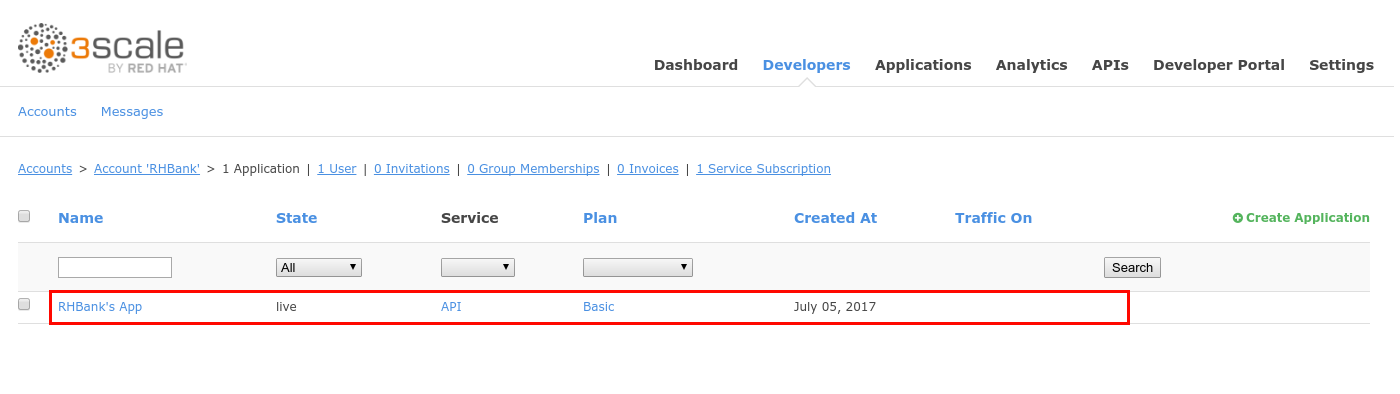 3scale
BY RED HAT
Dashboard Developers Applications Analytics APIs Developer Portal Settings
Accounts Messages
Accounts > Account 'RHBank' > 1 Application | 1 User | 0 Invitations | 0 Group Memberships | 0 Invoices | 1 Service Subscription
Name State Service Plan Created At Traffic On Create Application
All Search
RHBank's App live API Basic July 05, 2017